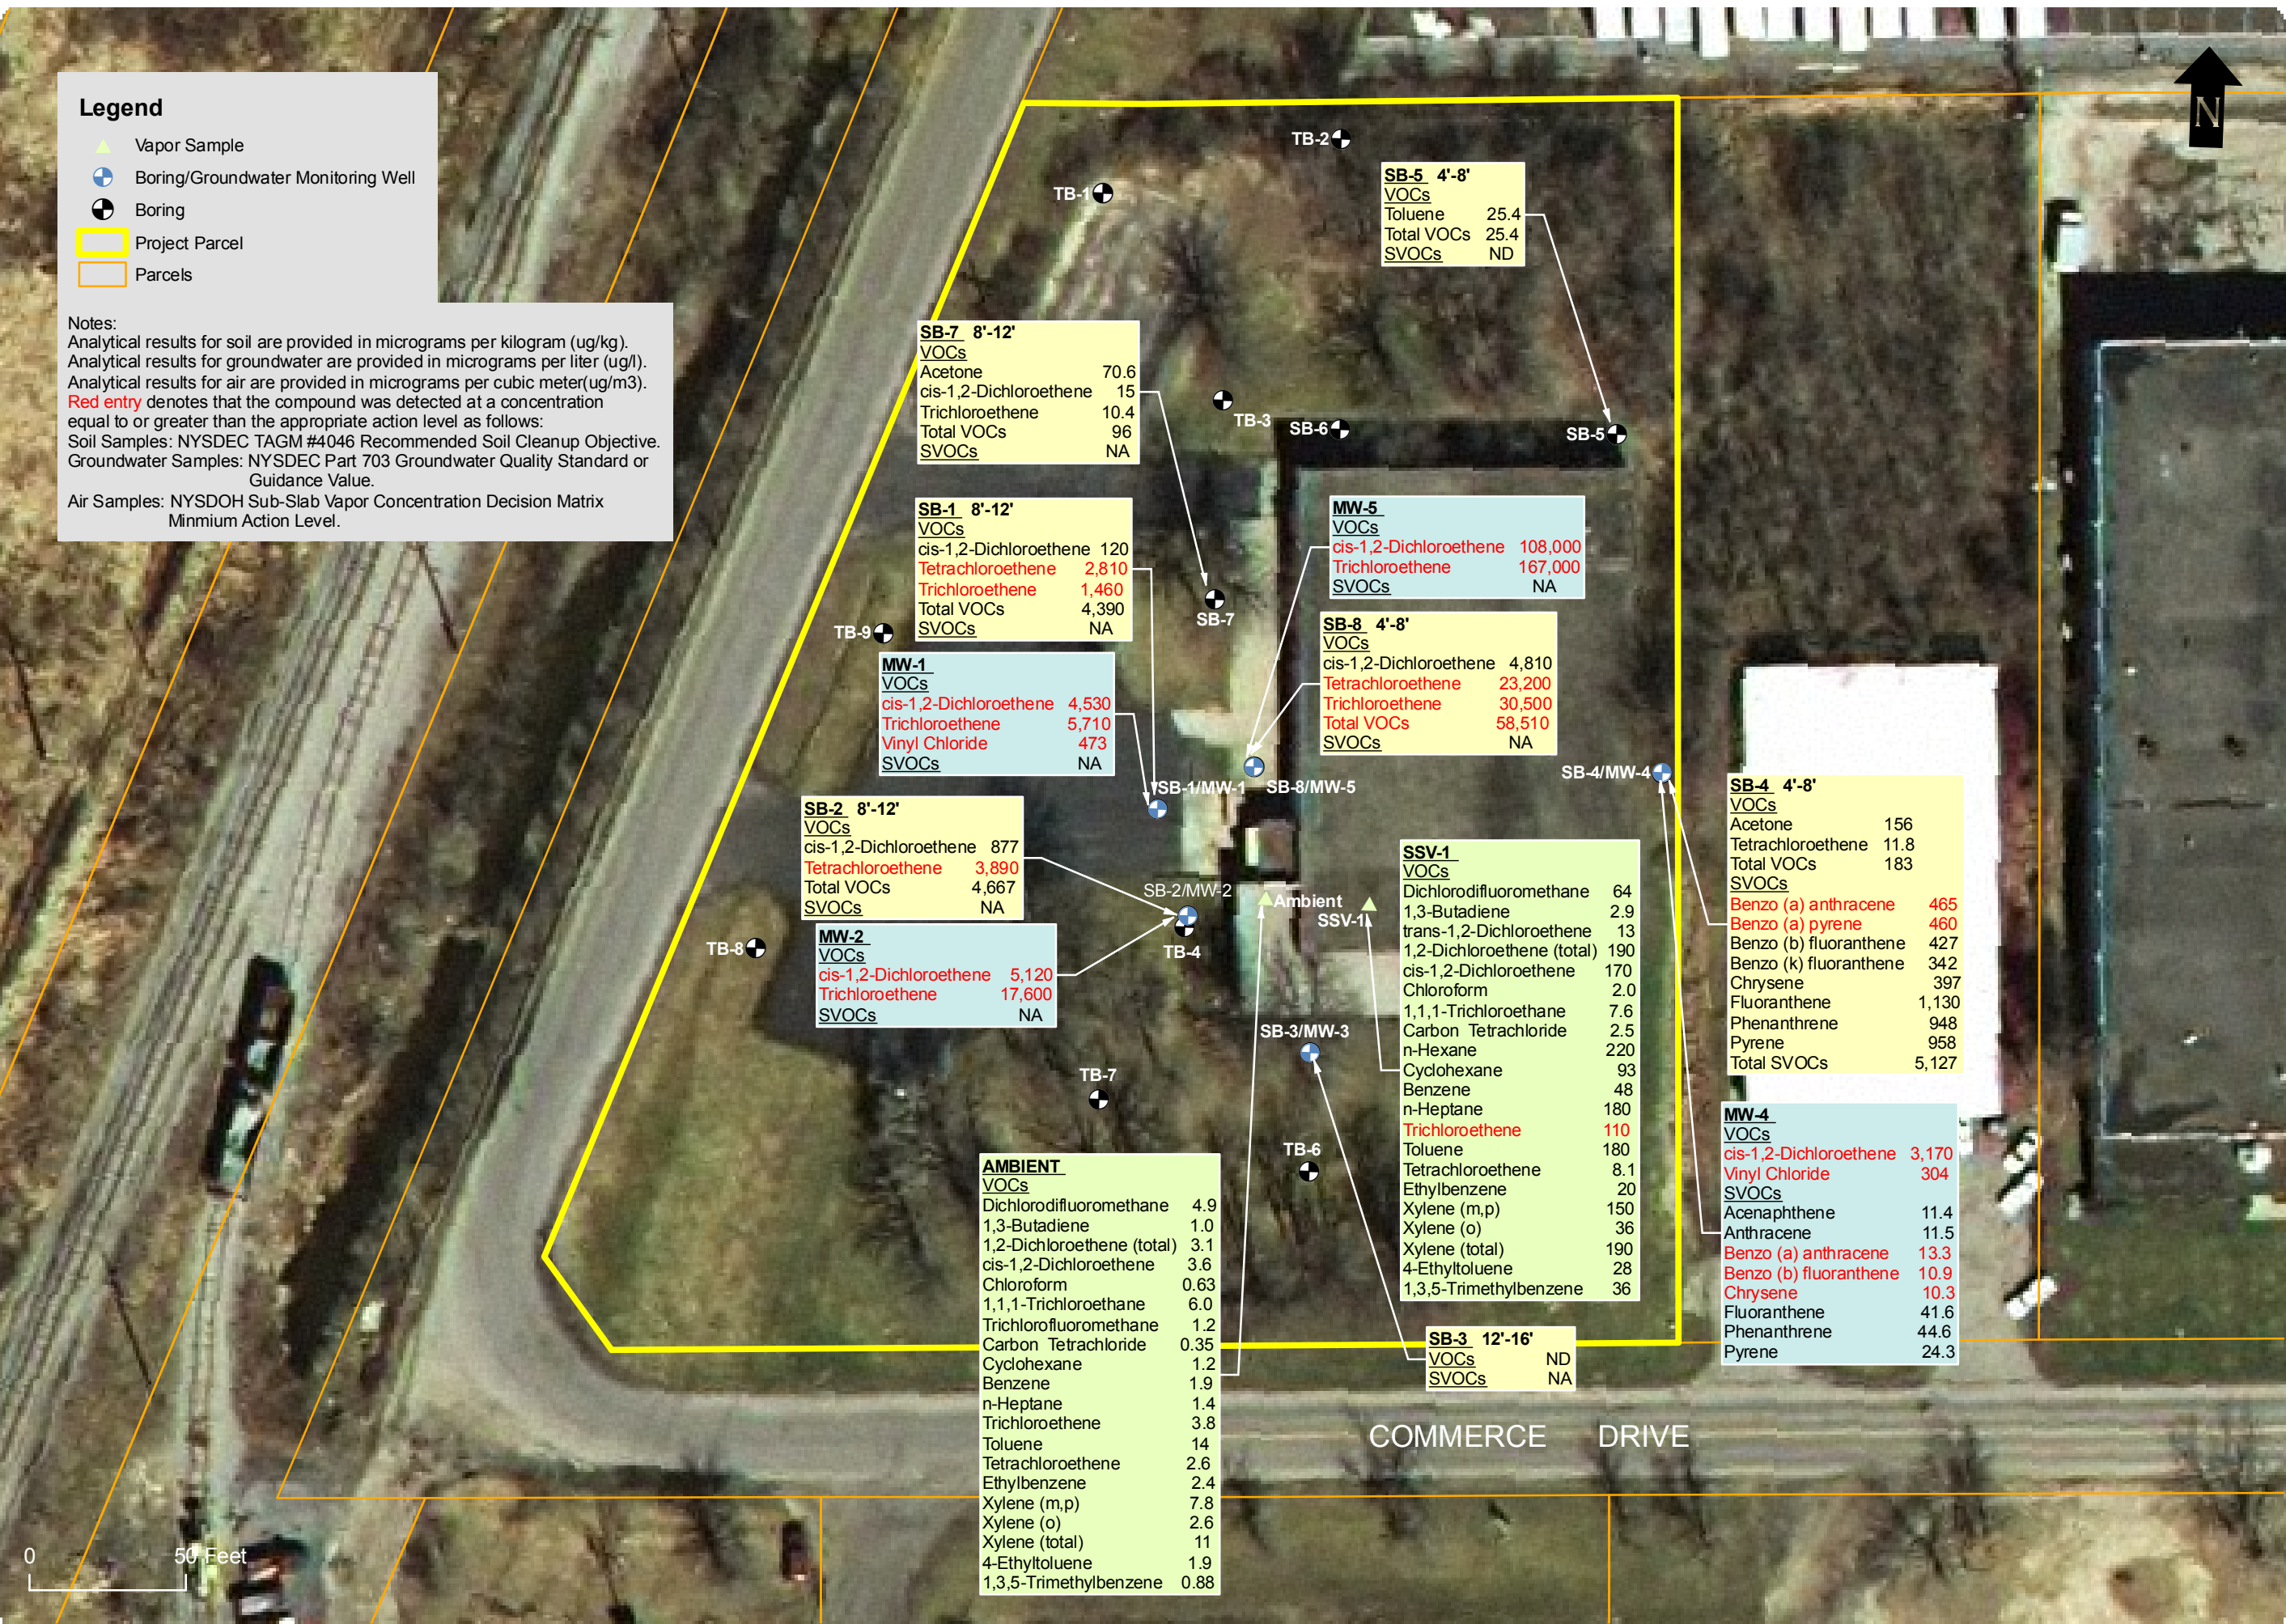 Legend
Vapor Sample
Boring/Groundwater Monitoring Well
Boring
Project Parcel
Parcels
Notes:
Analytical results for soil are provided in micrograms per kilogram (ug/kg).
Analytical results for groundwater are provided in micrograms per liter (ug/l).
Analytical results for air are provided in micrograms per cubic meter(ug/m3).
Red entry denotes that the compound was detected at a concentration
equal to or greater than the appropriate action level as follows:
Soil Samples: NYSDEC TAGM #4046 Recommended Soil Cleanup Objective.
Groundwater Samples: NYSDEC Part 703 Groundwater Quality Standard or
Guidance Value.
Air Samples: NYSDOH Sub-Slab Vapor Concentration Decision Matrix
Minmium Action Level.
N
TB-2
TB-1
SB-5 4'-8'
VOCs
Toluene 25.4
Total VOCs 25.4
SVOCs ND
SB-7 8'-12'
VOCs
Acetone 70.6
cis-1,2-Dichloroethene 15
Trichloroethene 10.4
Total VOCs 96
SVOCs NA
TB-3
SB-6
SB-5
SB-1 8'-12'
VOCs
cis-1,2-Dichloroethene 120
Tetrachloroethene 2,810
Trichloroethene 1,460
Total VOCs 4,390
SVOCs NA
MW-5
VOCs
cis-1,2-Dichloroethene 108,000
Trichloroethene 167,000
SVOCs NA
SB-7
TB-9
SB-8 4'-8'
VOCs
cis-1,2-Dichloroethene 4,810
Tetrachloroethene 23,200
Trichloroethene 30,500
Total VOCs 58,510
SVOCs NA
MW-1
VOCs
cis-1,2-Dichloroethene 4,530
Trichloroethene 5,710
Vinyl Chloride 473
SVOCs NA
SB-1/MW-1
SB-8/MW-5
SB-4/MW-4
SB-2 8'-12'
VOCs
cis-1,2-Dichloroethene 877
Tetrachloroethene 3,890
Total VOCs 4,667
SVOCs NA
SB-2/MW-2
TB-4
TB-8
MW-2
VOCs
cis-1,2-Dichloroethene 5,120
Trichloroethene 17,600
SVOCs NA
Ambient
SSV-1
SSV-1
VOCs
Dichlorodifluoromethane 64
1,3-Butadiene 2.9
trans-1,2-Dichloroethene 13
1,2-Dichloroethene (total) 190
cis-1,2-Dichloroethene 170
Chloroform 2.0
1,1,1-Trichloroethane 7.6
Carbon Tetrachloride 2.5
n-Hexane 220
Cyclohexane 93
Benzene 48
n-Heptane 180
Trichloroethene 110
Toluene 180
Tetrachloroethene 8.1
Ethylbenzene 20
Xylene (m,p) 150
Xylene (o) 36
Xylene (total) 190
4-Ethyltoluene 28
1,3,5-Trimethylbenzene 36
SB-4 4'-8'
VOCs
Acetone 156
Tetrachloroethene 11.8
Total VOCs 183
SVOCs
Benzo (a) anthracene 465
Benzo (a) pyrene 460
Benzo (b) fluoranthene 427
Benzo (k) fluoranthene 342
Chrysene 397
Fluoranthene 1,130
Phenanthrene 948
Pyrene 958
Total SVOCs 5,127
SB-3/MW-3
TB-7
TB-6
MW-4
VOCs
cis-1,2-Dichloroethene 3,170
Vinyl Chloride 304
SVOCs
Acenaphthene 11.4
Anthracene 11.5
Benzo (a) anthracene 13.3
Benzo (b) fluoranthene 10.9
Chrysene 10.3
Fluoranthene 41.6
Phenanthrene 44.6
Pyrene 24.3
AMBIENT
VOCs
Dichlorodifluoromethane 4.9
1,3-Butadiene 1.0
1,2-Dichloroethene (total) 3.1
cis-1,2-Dichloroethene 3.6
Chloroform 0.63
1,1,1-Trichloroethane 6.0
Trichlorofluoromethane 1.2
Carbon Tetrachloride 0.35
Cyclohexane 1.2
Benzene 1.9
n-Heptane 1.4
Trichloroethene 3.8
Toluene 14
Tetrachloroethene 2.6
Ethylbenzene 2.4
Xylene (m,p) 7.8
Xylene (o) 2.6
Xylene (total) 11
4-Ethyltoluene 1.9
1,3,5-Trimethylbenzene 0.88
SB-3 12'-16'
VOCs ND
SVOCs NA
COMMERCE DRIVE
0 50 Feet